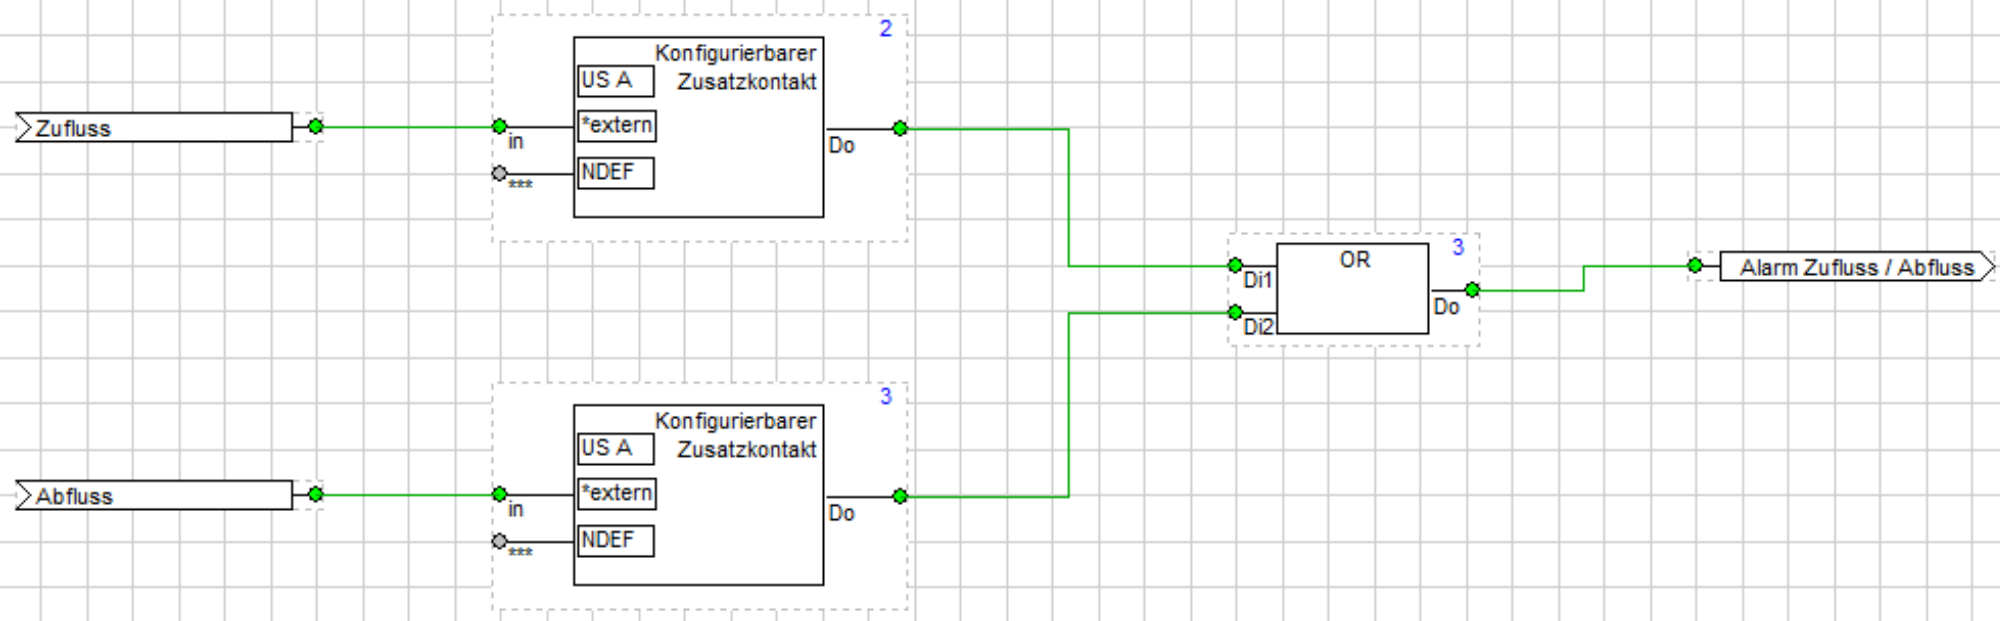 2
Konfigurierbarer
US A
Zusatzkontakt
Zufluss
*extern
in
Do
NDEF
***
OR
3
Di1
Di2
Do
Alarm Zufluss / Abfluss
3
Konfigurierbarer
US A
Zusatzkontakt
Abfluss
*extern
in
Do
NDEF
***